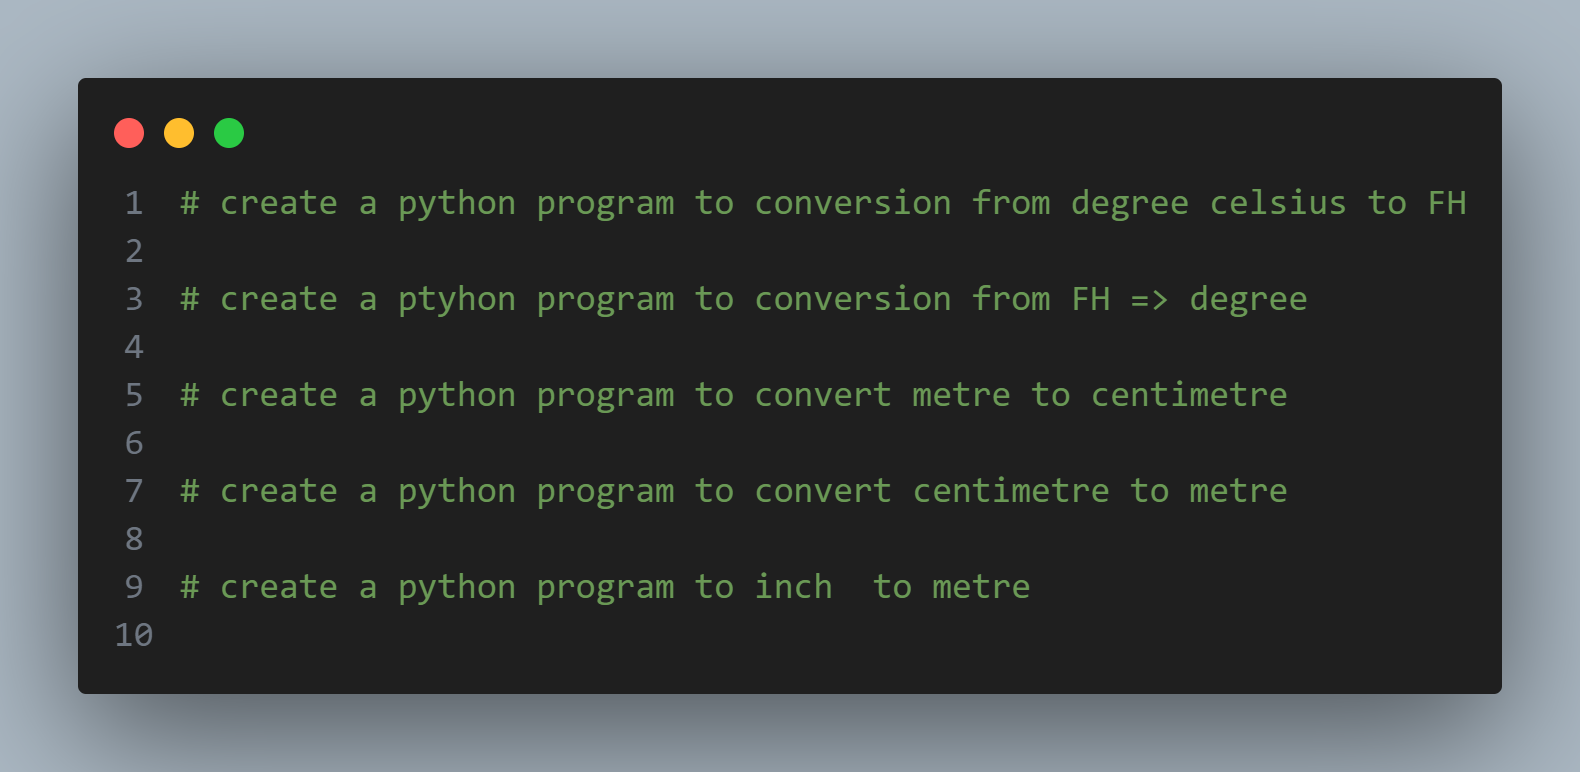 1 # create a python program to conversion from degree celsius to FH
2
3 # create a ptyhon program to conversion from FH => degree
4
5 # create a python program to convert metre to centimetre
6
7 # create a python program to convert centimetre to metre
8
9 # create a python program to inch  to metre
10